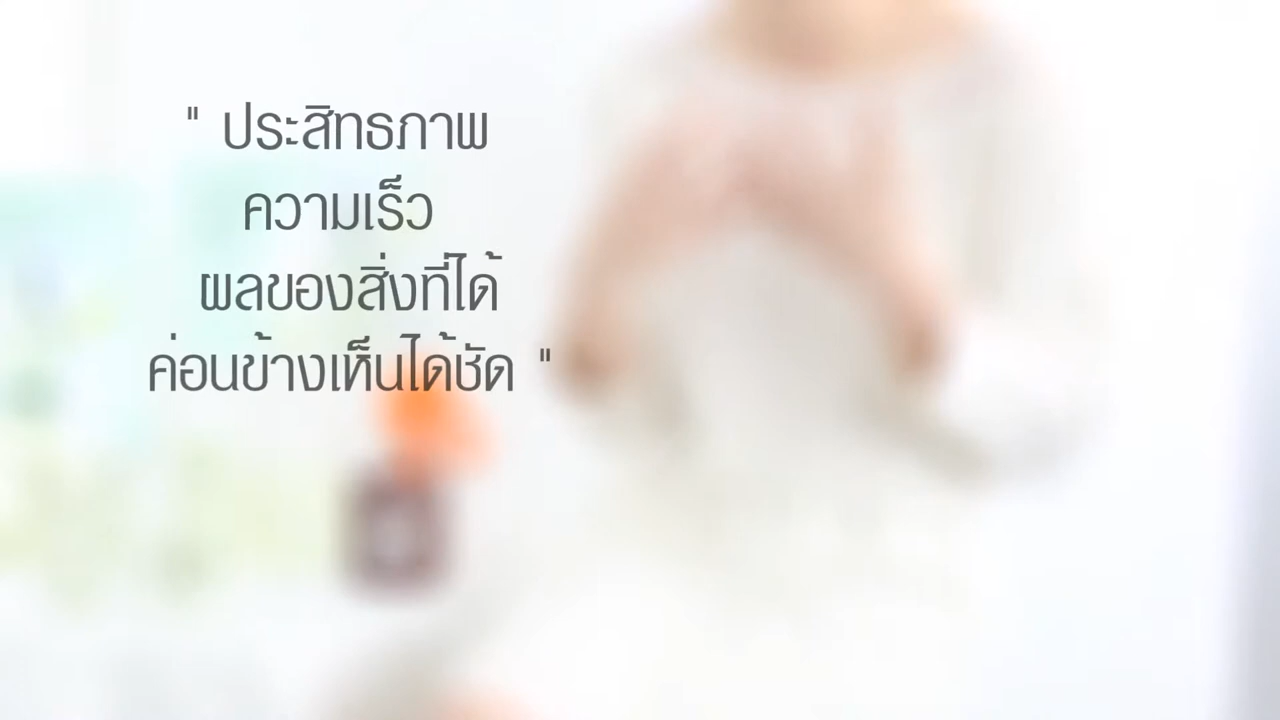 " ประสิทธภาพ
ความเร็ว
ผลของสิ่งที่ได้
ค่อนข้างเห็นได้ชัด "